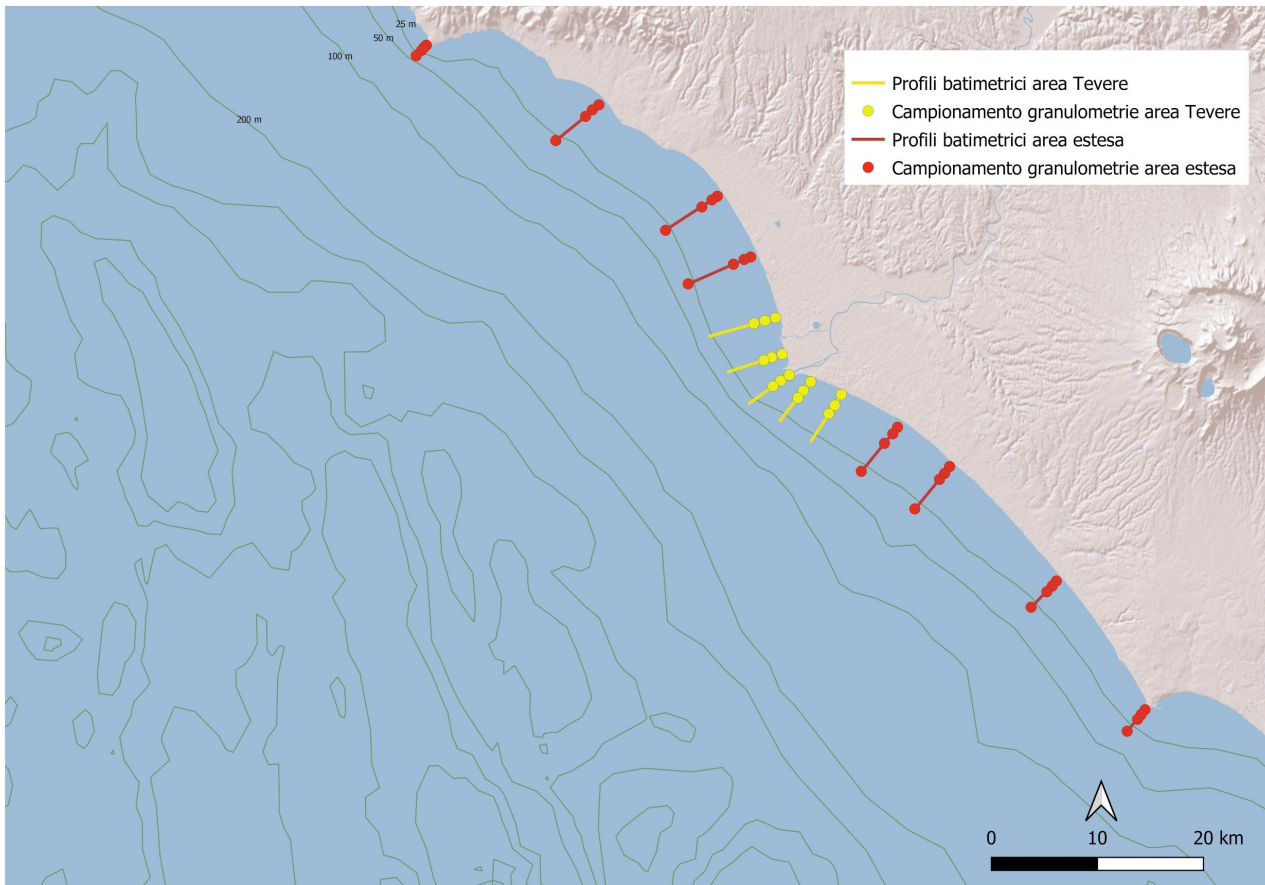 25 m
50 m
100 m
200 m
Profili batimetrici area Tevere
Campionamento granulometrie area Tevere
Profili batimetrici area estesa
Campionamento granulometrie area estesa
0 10 20 km